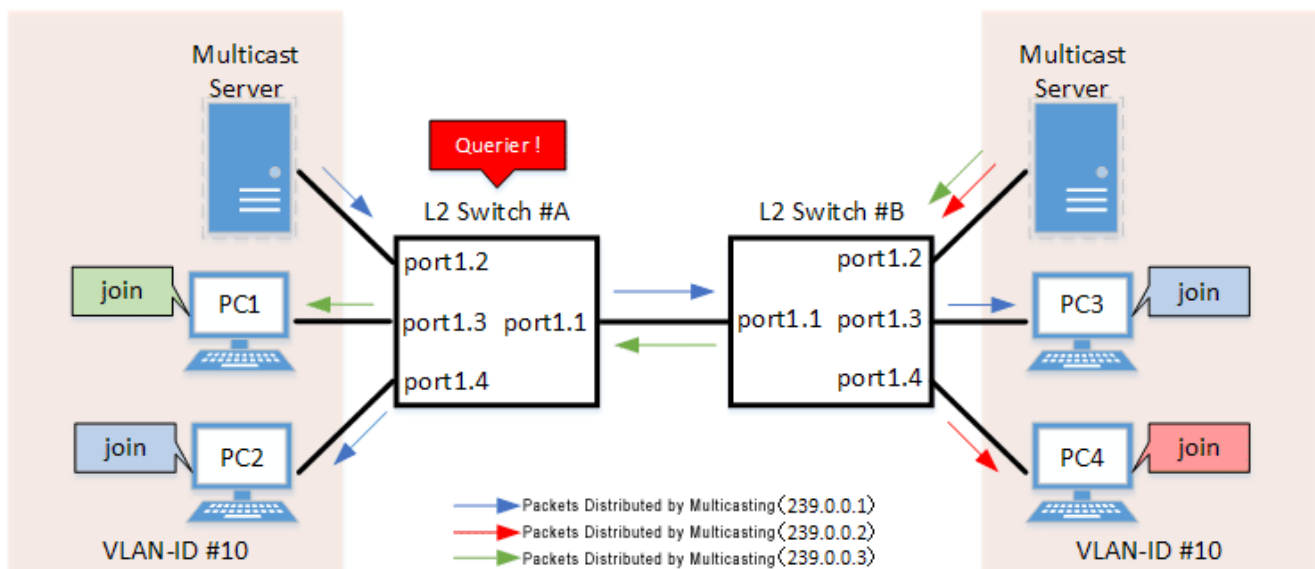 Multicast
Server
Multicast
Server
Querier !
L2 Switch #A
L2 Switch #B
port1.2
port1.2
join
PC1
port1.3
port1.1
port1.1
port1.3
PC3
join
port1.4
port1.4
join
PC2
PC4
join
Packets Distributed by Multicasting(239.0.0.1)
Packets Distributed by Multicasting(239.0.0.2)
Packets Distributed by Multicasting(239.0.0.3)
VLAN-ID #10
VLAN-ID #10